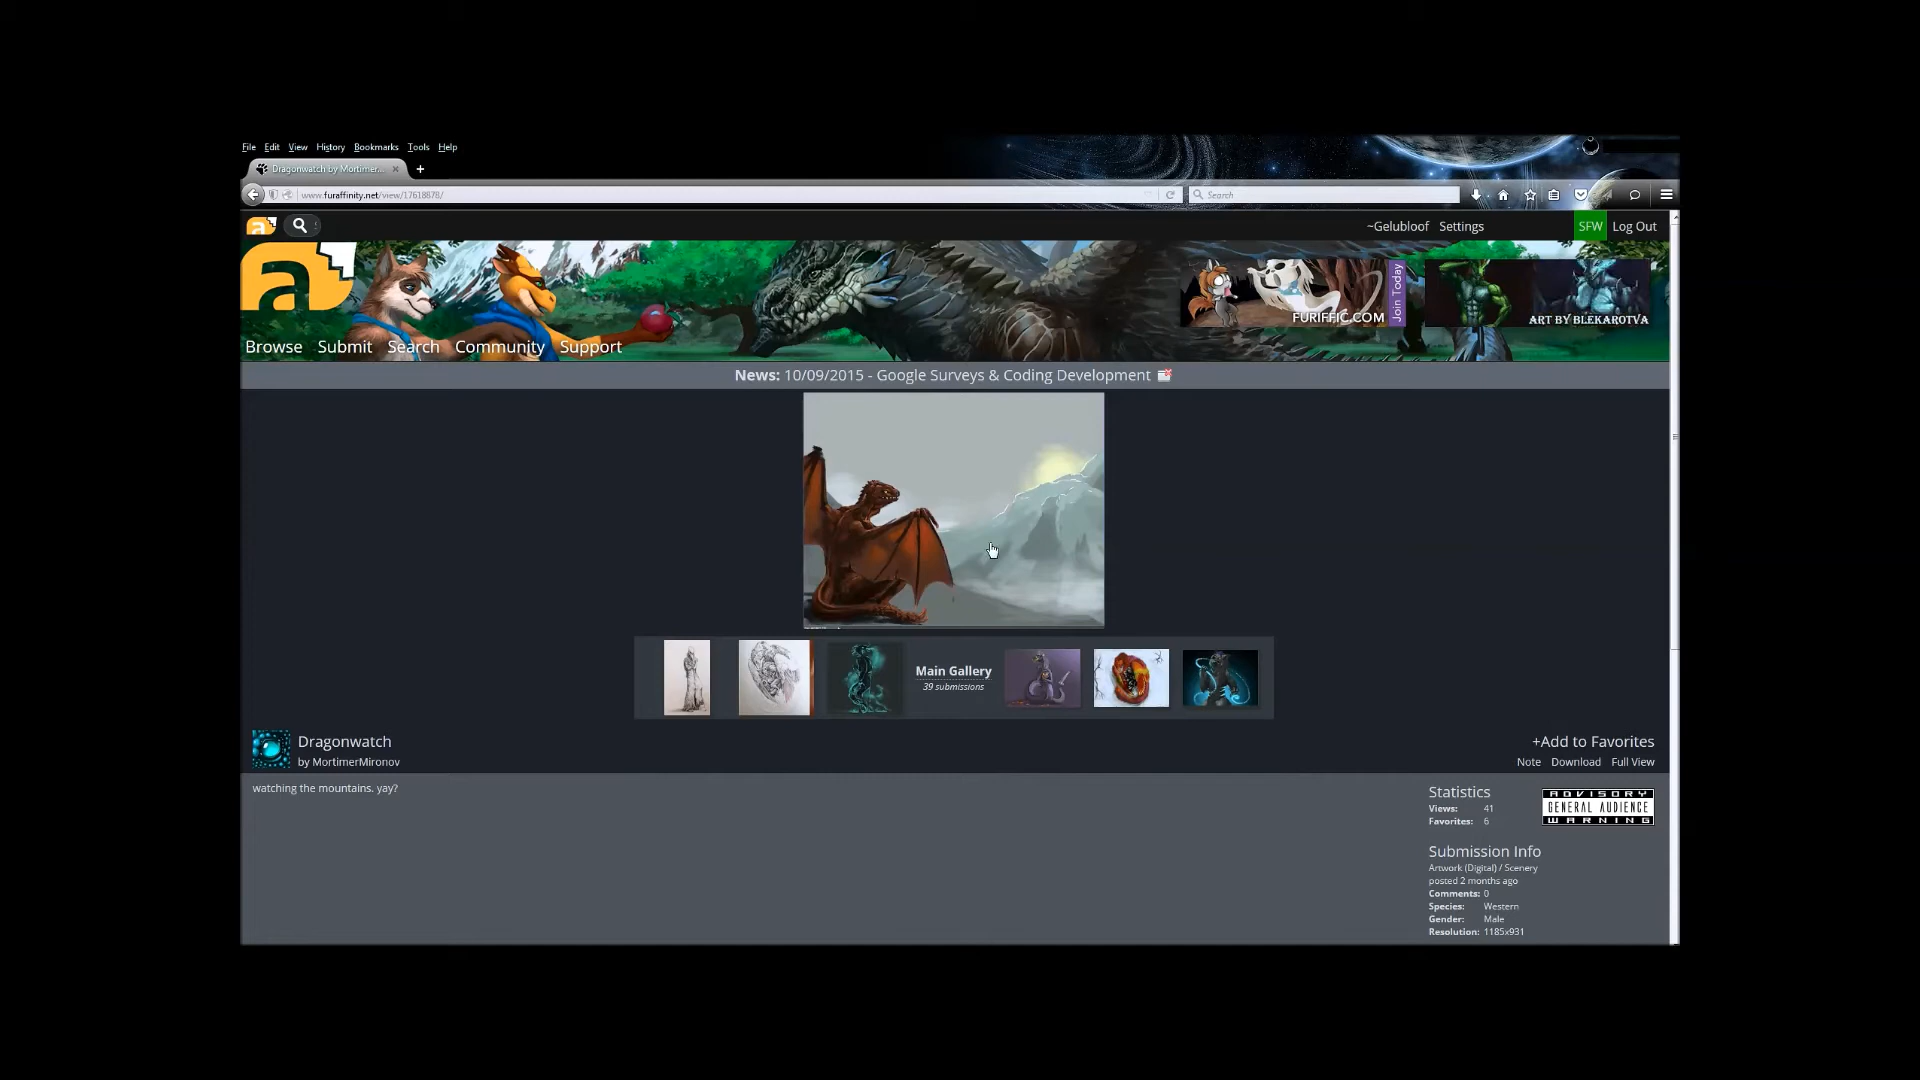 File Edit View History Bookmarks Tools Help
Dragonwatch by Mortimer...
www.furaffinity.net/view/17618878/
Search
~Gelubloof Settings SFW Log Out
Join Today
FURIFFIC.COM
ART BY BLEKAROTVA
Browse Submit Search Community Support
News: 10/09/2015 - Google Surveys & Coding Development
Main Gallery
39 submissions
Dragonwatch
by MortimerMironov
+Add to Favorites
Note Download Full View
watching the mountains. yay?
Statistics
Views: 41
Favorites: 6
ADVISORY
GENERAL AUDIENCE
WARNING
Submission Info
Artwork (Digital) / Scenery
posted 2 months ago
Comments: 0
Species: Western
Gender: Male
Resolution: 1185x931